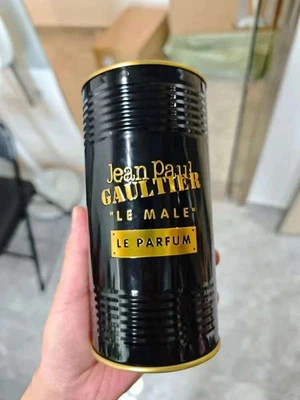 Jean Paul
GAULTIER
"LE MALE"
LE PARFUM